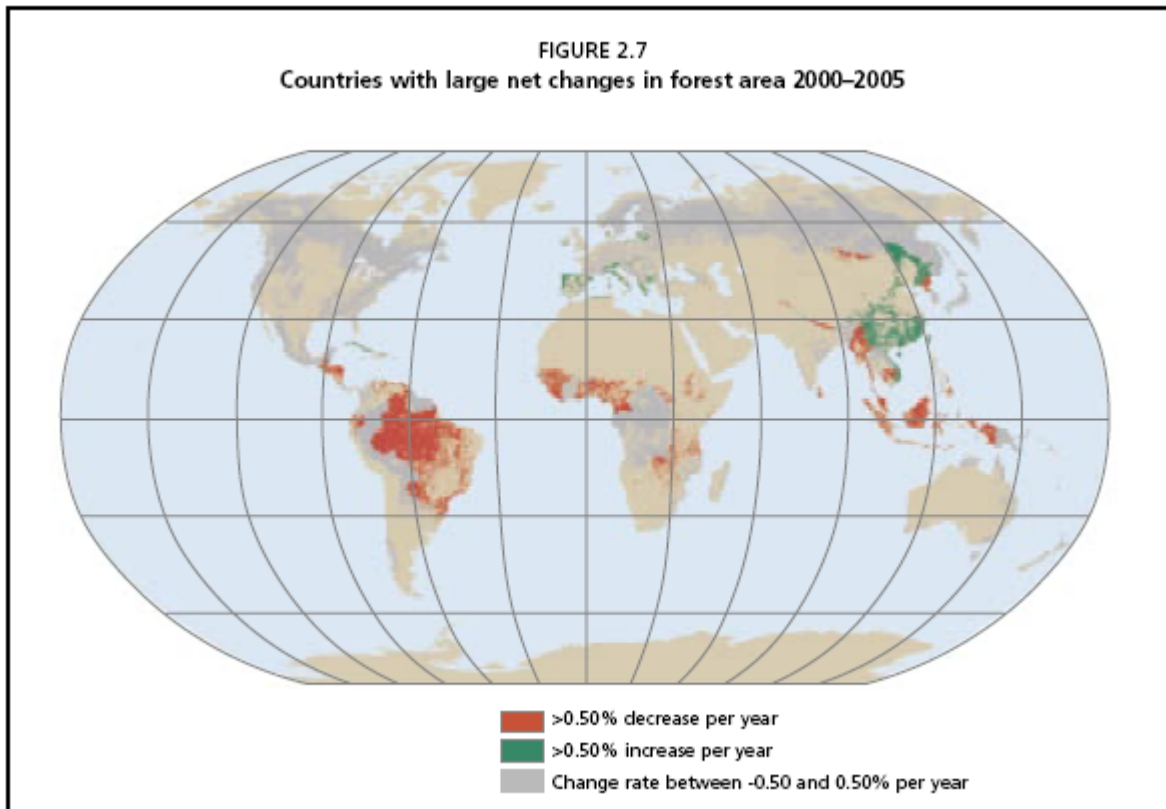 FIGURE 2.7
Countries with large net changes in forest area 2000–2005
>0.50% decrease per year
>0.50% increase per year
Change rate between -0.50 and 0.50% per year